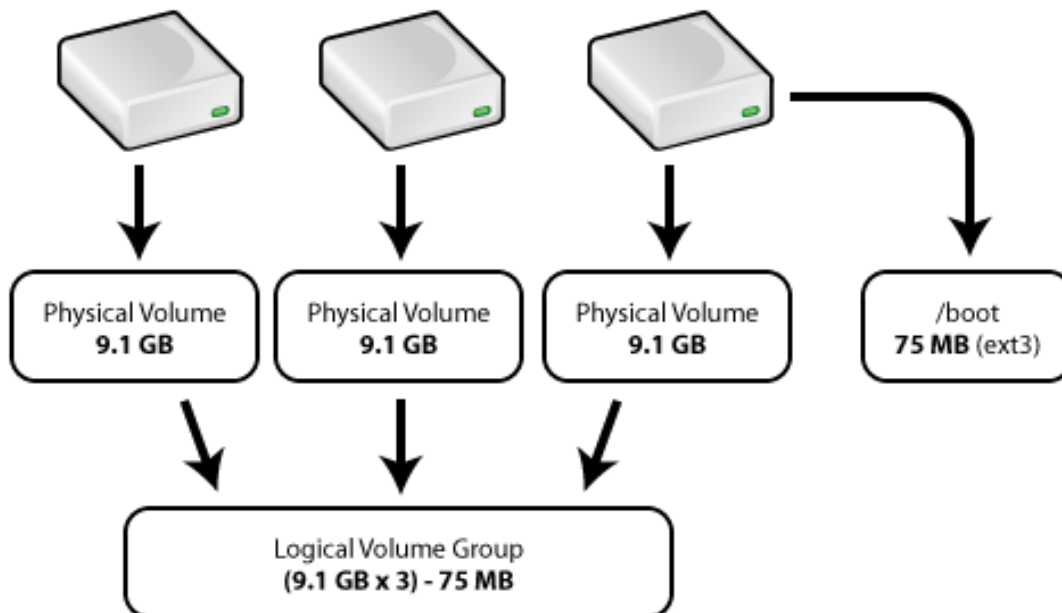 Physical Volume
9.1 GB
Physical Volume
9.1 GB
Physical Volume
9.1 GB
/boot
75 MB (ext3)
Logical Volume Group
(9.1 GB x 3) - 75 MB